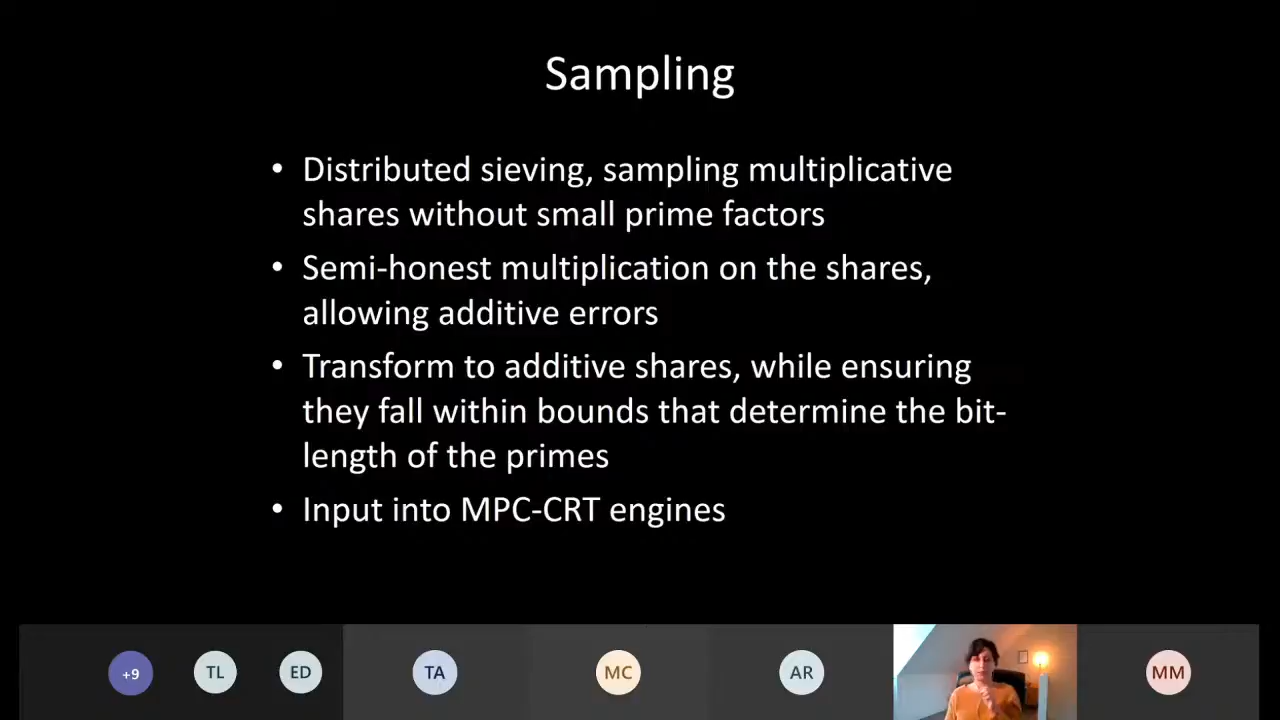 Sampling
• Distributed sieving, sampling multiplicative
shares without small prime factors
• Semi-honest multiplication on the shares,
allowing additive errors
• Transform to additive shares, while ensuring
they fall within bounds that determine the bit-
length of the primes
• Input into MPC-CRT engines
+9 TL ED TA MC AR MM